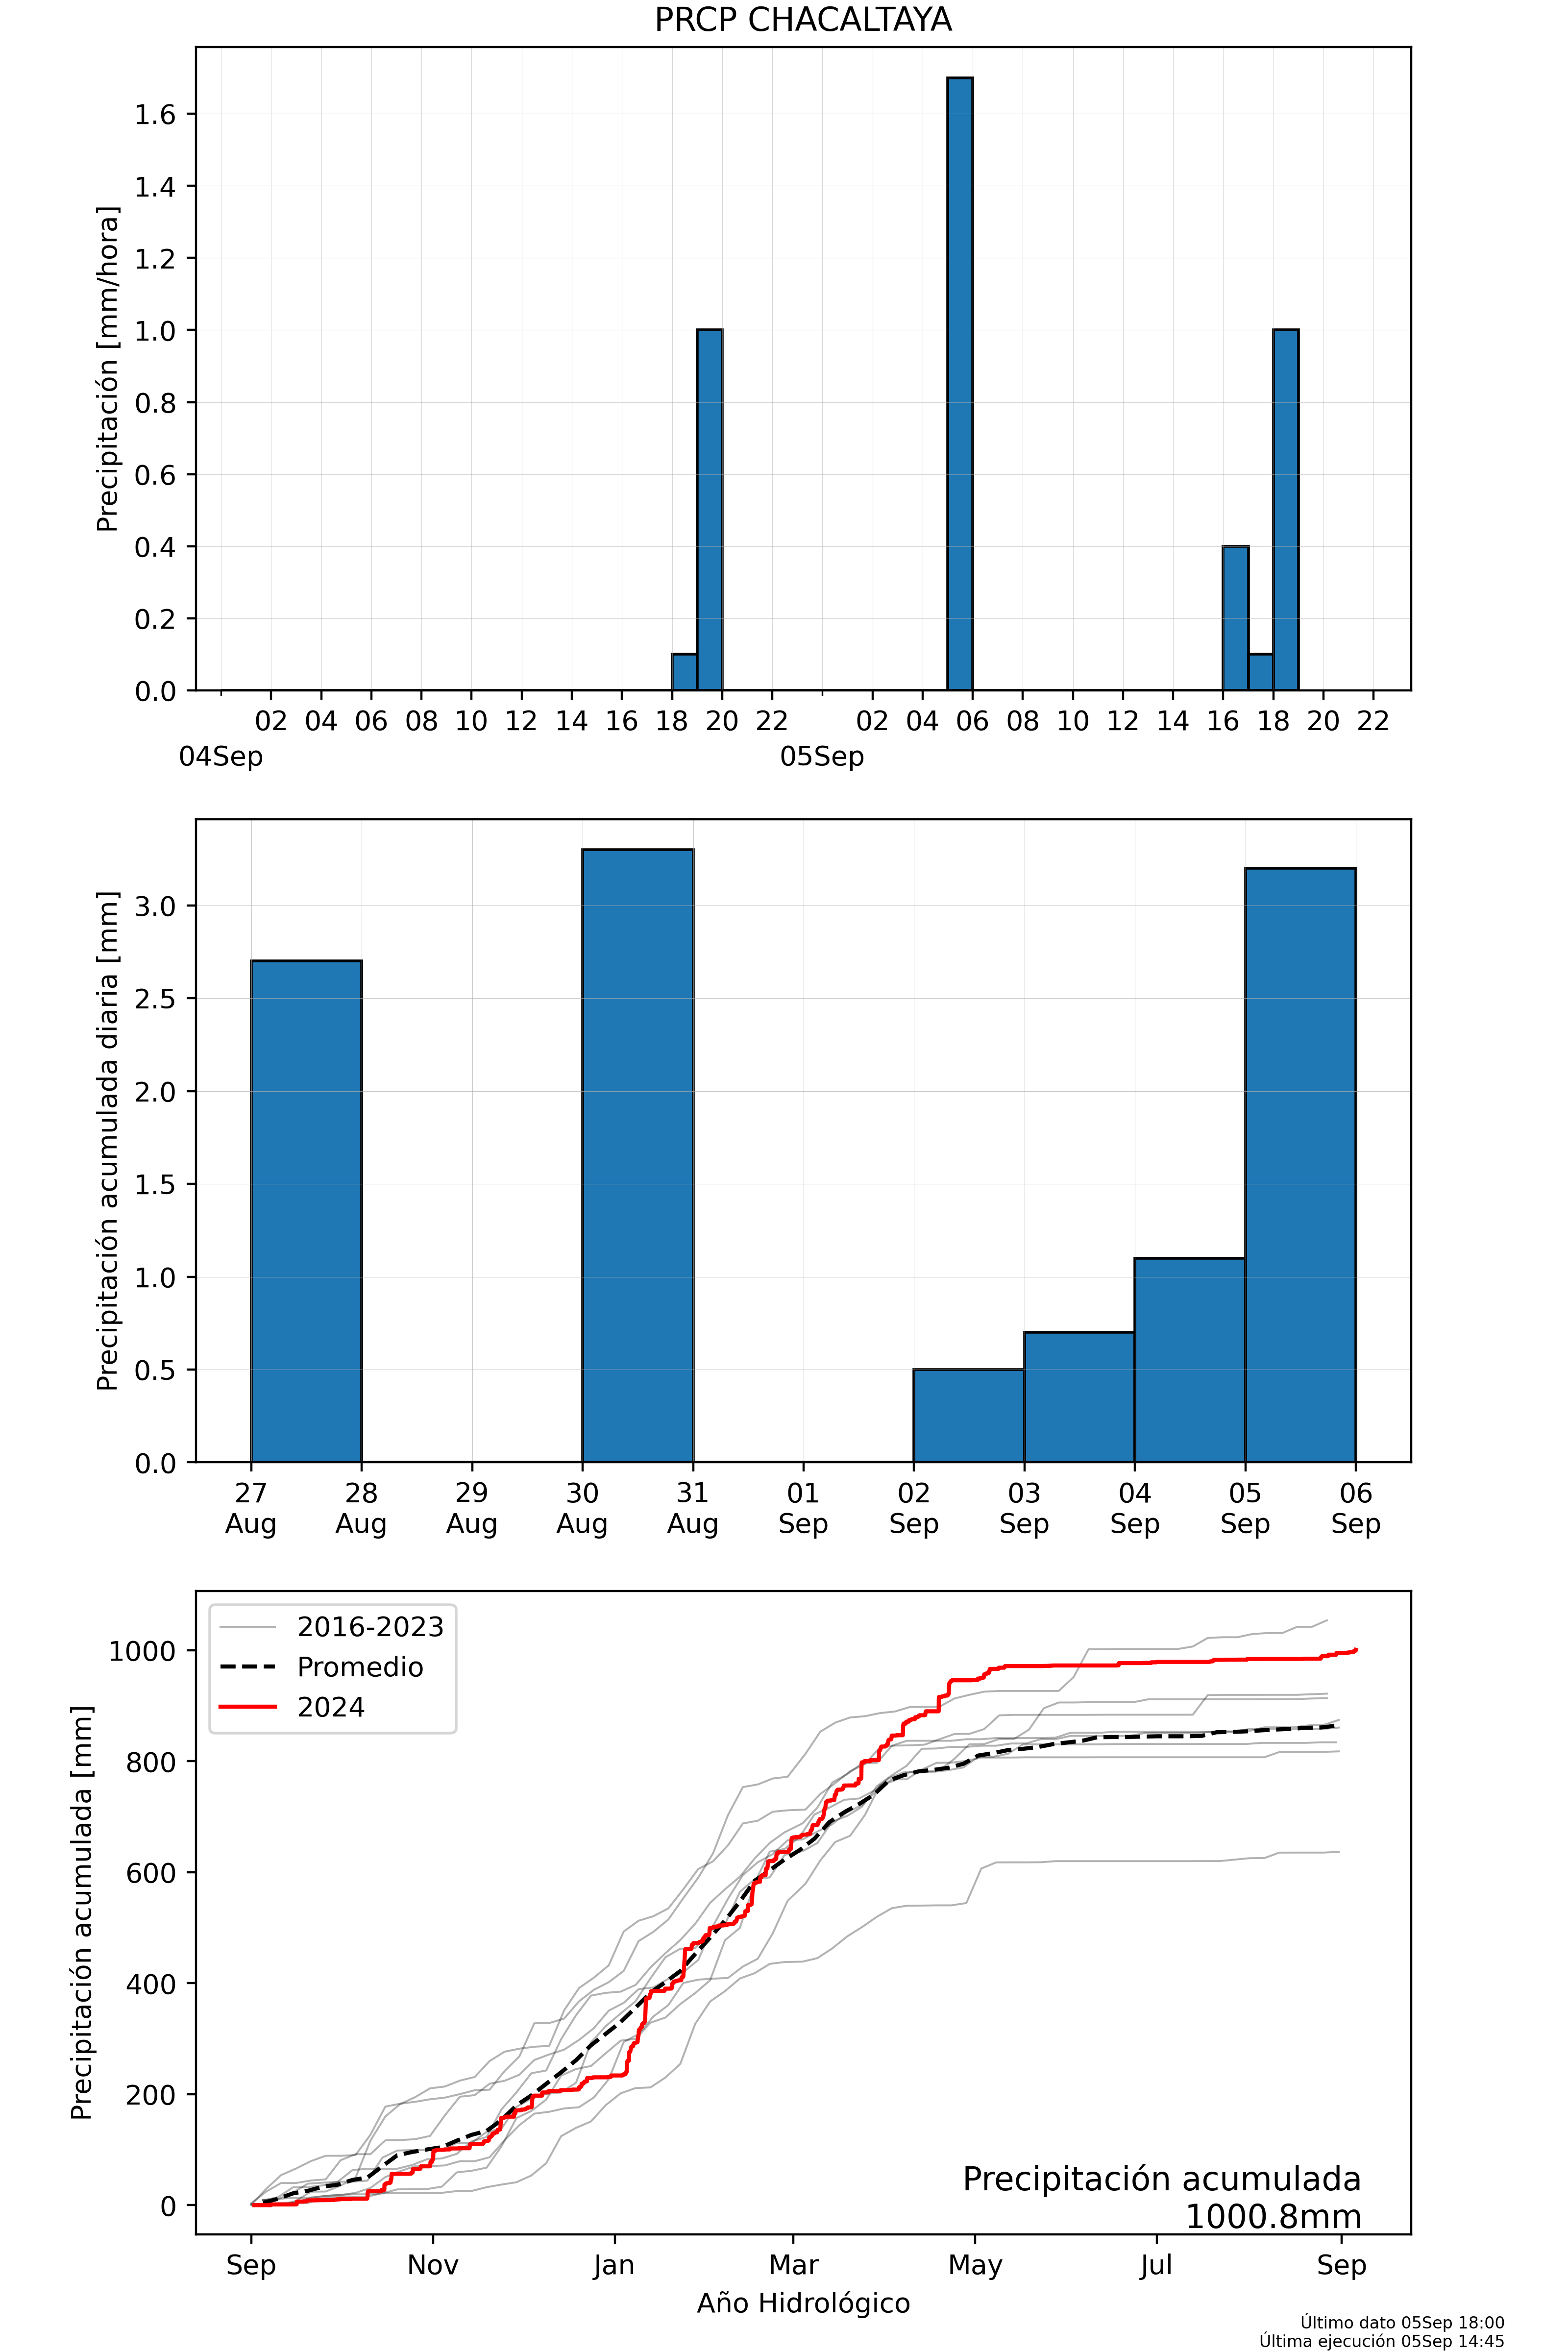 PRCP CHACALTAYA
Precipitación [mm/hora]
1.6
1.4
1.2
1.0
0.8
0.6
0.4
0.2
0.0
02 04 06 08 10 12 14 16 18 20 22 02 04 06 08 10 12 14 16 18 20 22
04Sep 05Sep
Precipitación acumulada diaria [mm]
3.0
2.5
2.0
1.5
1.0
0.5
0.0
27 28 29 30 31 01 02 03 04 05 06
Aug Aug Aug Aug Aug Sep Sep Sep Sep Sep Sep
Precipitación acumulada [mm]
2016-2023
Promedio
2024
1000
800
600
400
200
0
Precipitación acumulada
1000.8mm
Sep Nov Jan Mar May Jul Sep
Año Hidrológico
Último dato 05Sep 18:00
Última ejecución 05Sep 14:45